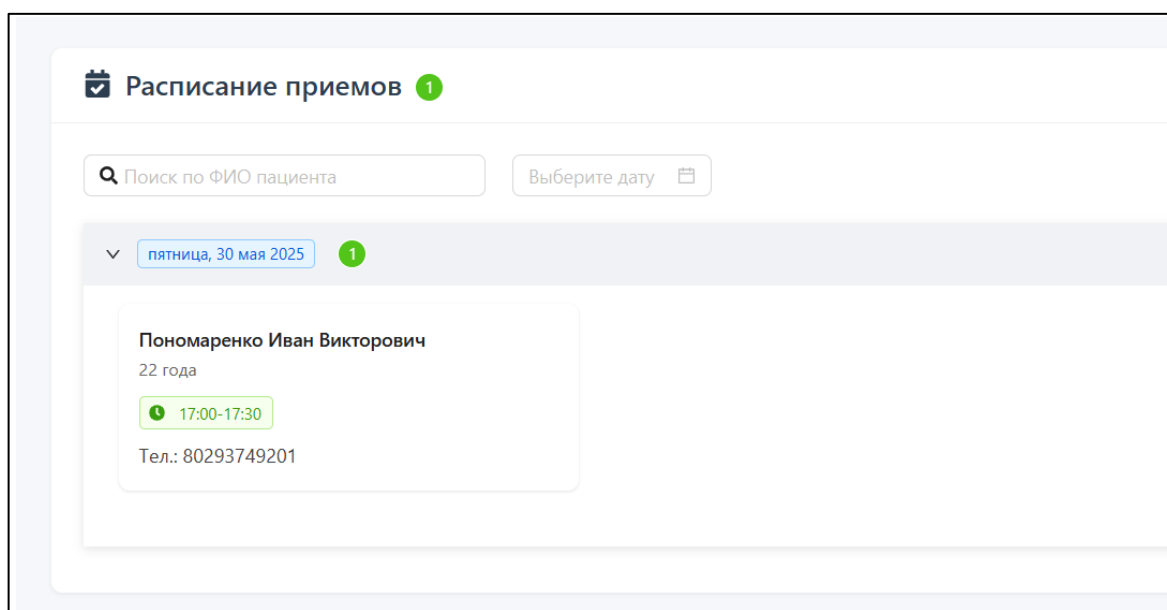 Расписание приемов 1
Поиск по ФИО пациента Выберите дату
пятница, 30 мая 2025 1
Пономаренко Иван Викторович
22 года
17:00-17:30
Тел.: 80293749201